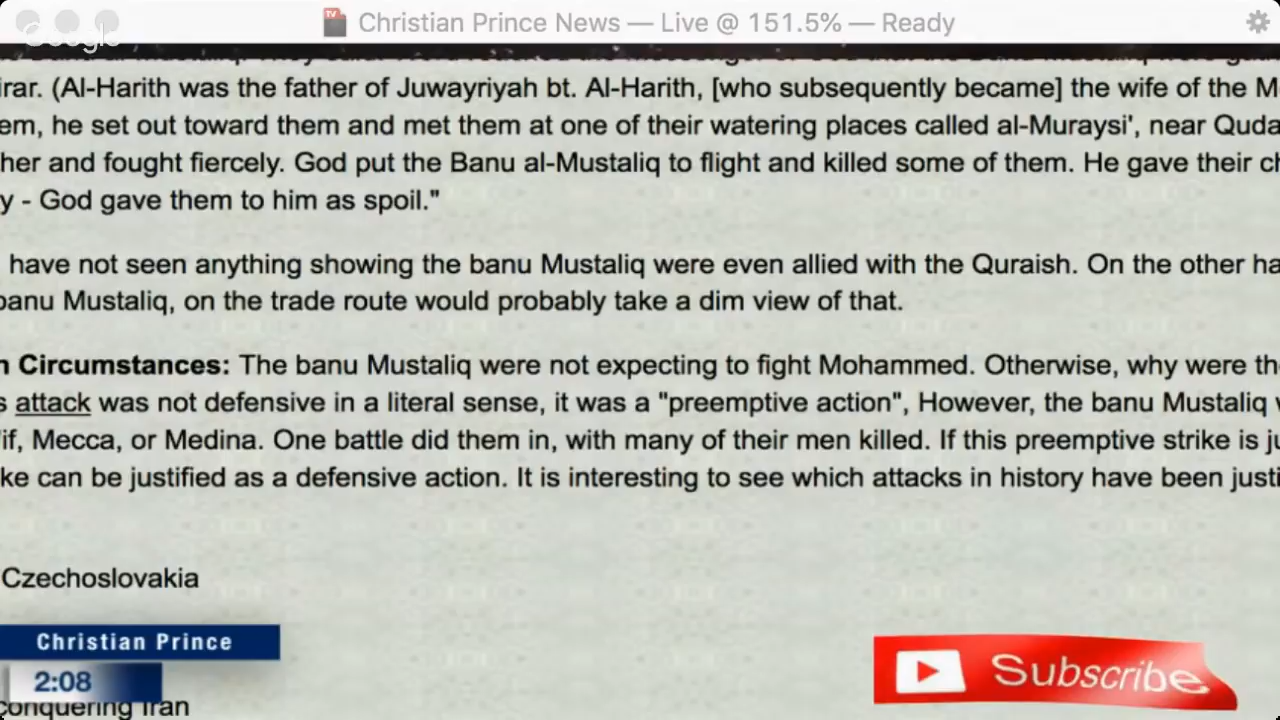 Christian Prince News — Live @ 151.5% — Ready
Google
irar. (Al-Harith was the father of Juwayriyah bt. Al-Harith, [who subsequently became] the wife of the M
em, he set out toward them and met them at one of their watering places called al-Muraysi', near Quda
her and fought fiercely. God put the Banu al-Mustaliq to flight and killed some of them. He gave their ch
y - God gave them to him as spoil."
have not seen anything showing the banu Mustaliq were even allied with the Quraish. On the other ha
banu Mustaliq, on the trade route would probably take a dim view of that.
n Circumstances: The banu Mustaliq were not expecting to fight Mohammed. Otherwise, why were the
s attack was not defensive in a literal sense, it was a "preemptive action", However, the banu Mustaliq
if, Mecca, or Medina. One battle did them in, with many of their men killed. If this preemptive strike is ju
ke can be justified as a defensive action. It is interesting to see which attacks in history have been justi
Czechoslovakia
Christian Prince
2:08
conquering Iran
Subscribe